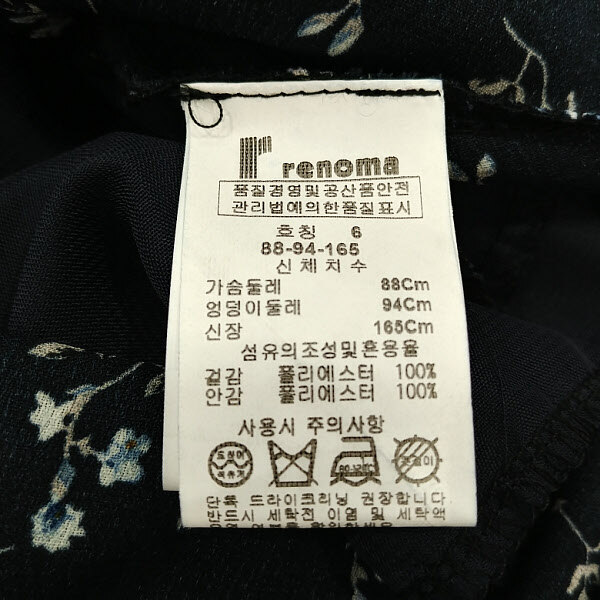 renoma
품질경영및공산품안전
관리법예의한품질표시
호칭 6
88-94-165
신체치수
가슴둘레 88Cm
엉덩이둘레 94Cm
신장 165Cm
섬유의조성및혼용율
겉감 폴리에스터 100%
안감 폴리에스터 100%
사용시 주의사항
단독 드라이크리닝 권장합니다.
반드시 세탁전 이염 및 세탁액